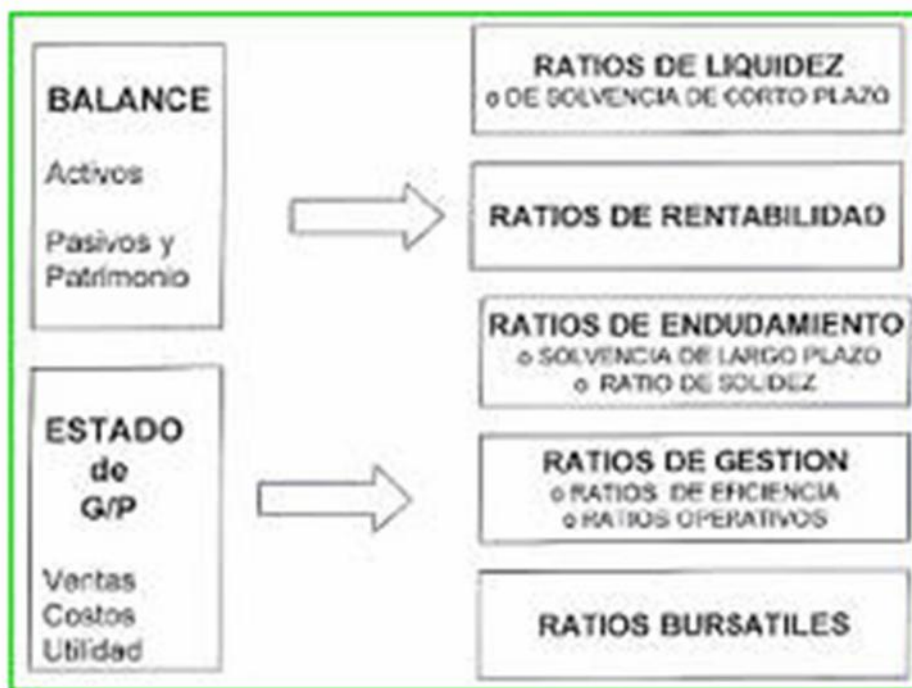 BALANCE
Activos
Pasivos y
Patrimonio
ESTADO
de
G/P
Ventas
Costos
Utilidad
RATIOS DE LIQUIDEZ
o DE SOLVENCIA DE CORTO PLAZO
RATIOS DE RENTABILIDAD
RATIOS DE ENDUDAMIENTO
o SOLVENCIA DE LARGO PLAZO
o RATIO DE SOLIDEZ
RATIOS DE GESTION
o RATIOS DE EFICIENCIA
o RATIOS OPERATIVOS
RATIOS BURSATILES